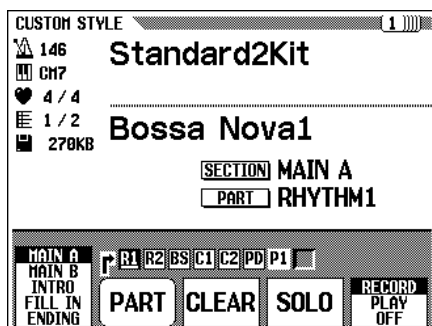 CUSTOM STYLE
1
146
CM7
4 / 4
1 / 2
270KB
Standard2Kit
Bossa Nova1
SECTION MAIN A
PART RHYTHM1
MAIN A
MAIN B
INTRO
FILL IN
ENDING
R1 R2 BS C1 C2 PD P1
PART CLEAR SOLO
RECORD
PLAY
OFF